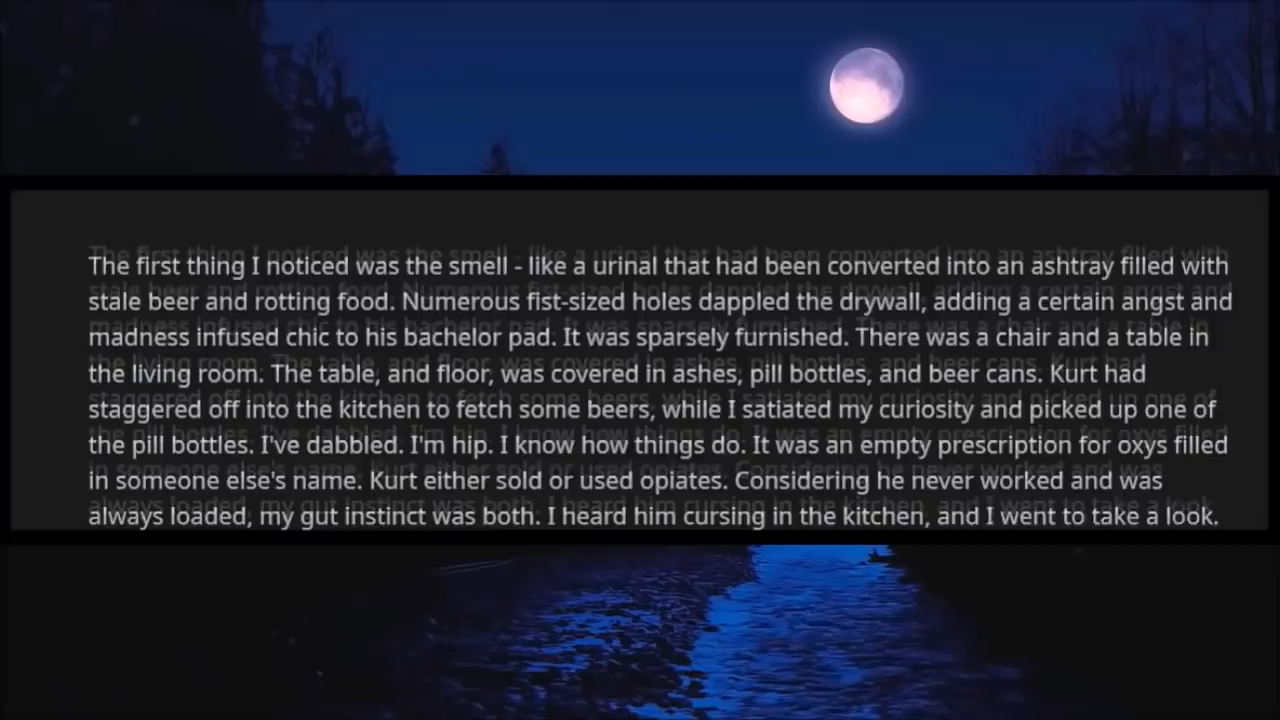 The first thing I noticed was the smell - like a urinal that had been converted into an ashtray filled with
stale beer and rotting food. Numerous fist-sized holes dappled the drywall, adding a certain angst and
madness infused chic to his bachelor pad. It was sparsely furnished. There was a chair and a table in
the living room. The table, and floor, was covered in ashes, pill bottles, and beer cans. Kurt had
staggered off into the kitchen to fetch some beers, while I satiated my curiosity and picked up one of
the pill bottles. I've dabbled. I'm hip. I know how things do. It was an empty prescription for oxys filled
in someone else's name. Kurt either sold or used opiates. Considering he never worked and was
always loaded, my gut instinct was both. I heard him cursing in the kitchen, and I went to take a look.